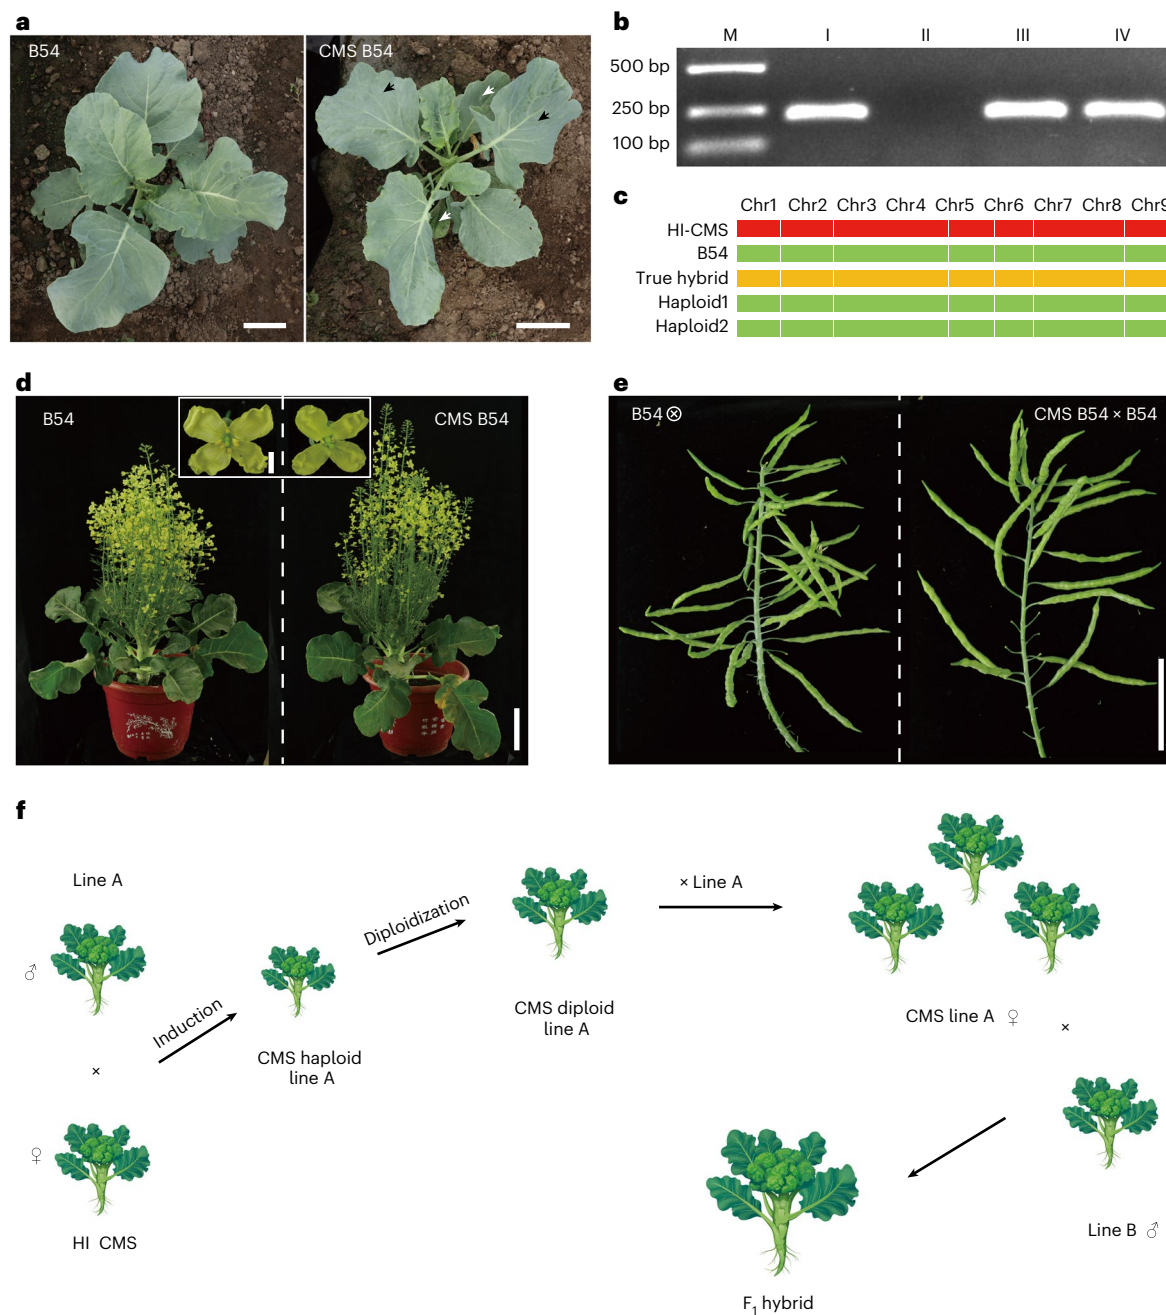 a
B54
CMS B54
b
M I II III IV
500 bp
250 bp
100 bp
c
Chr1 Chr2 Chr3 Chr4 Chr5 Chr6 Chr7 Chr8 Chr9
HI-CMS
B54
True hybrid
Haploid1
Haploid2
d
B54
CMS B54
e
B54 ⊗
CMS B54 × B54
f
Line A
♂
×
♀
HI CMS
Induction
CMS haploid
line A
Diploidization
CMS diploid
line A
× Line A
CMS line A ♀
×
Line B ♂
F₁ hybrid